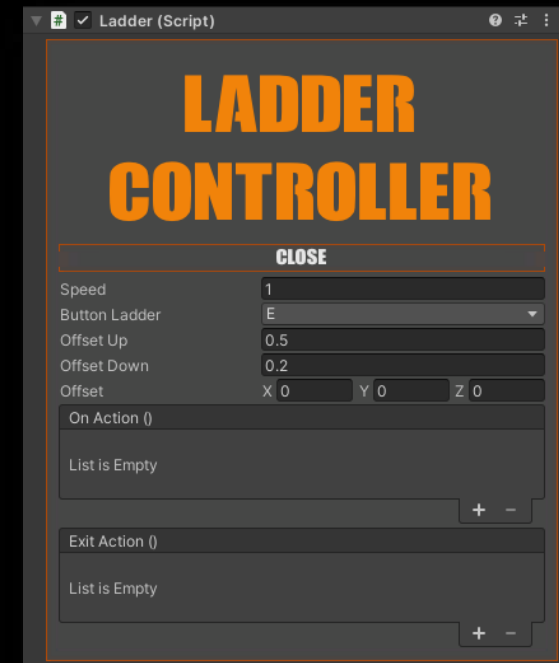 Ladder (Script)
LADDER
CONTROLLER
CLOSE
Speed 1
Button Ladder E
Offset Up 0.5
Offset Down 0.2
Offset X 0 Y 0 Z 0
On Action ()
List is Empty
+ -
Exit Action ()
List is Empty
+ -